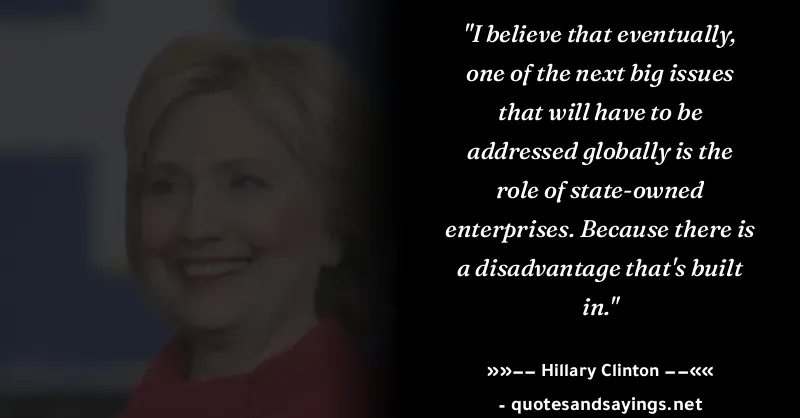 "I believe that eventually,
one of the next big issues
that will have to be
addressed globally is the
role of state-owned
enterprises. Because there is
a disadvantage that's built
in."
»»–– Hillary Clinton ––««
- quotesandsayings.net